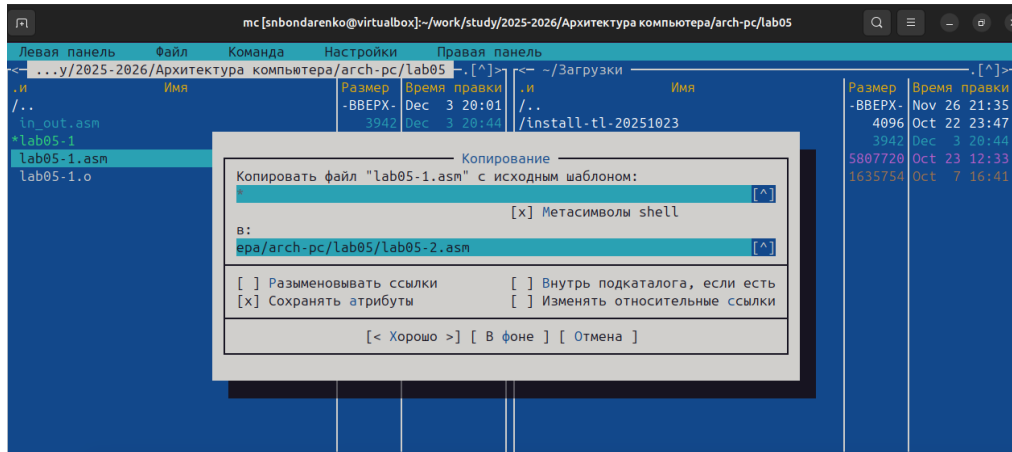 mc [snbondarenko@virtualbox]:~/work/study/2025-2026/Архитектура компьютера/arch-pc/lab05
Левая панель Файл Команда Настройки Правая панель
<— ...y/2025-2026/Архитектура компьютера/arch-pc/lab05 —.[^]>
.и Имя Размер Время правки
/.. -ВВЕРХ- Dec 3 20:01
in_out.asm 3942 Dec 3 20:44
*lab05-1
lab05-1.asm
lab05-1.o
<— ~/Загрузки —.[^]>
.и Имя Размер Время правки
/.. -ВВЕРХ- Nov 26 21:35
/install-tl-20251023 4096 Oct 22 23:47
3942 Dec 3 20:44
5807720 Oct 23 12:33
1635754 Oct 7 16:41
Копирование
Копировать файл "lab05-1.asm" с исходным шаблоном:
* [^]
[x] Метасимволы shell
в:
ера/arch-pc/lab05/lab05-2.asm [^]
[ ] Разыменовывать ссылки [ ] Внутрь подкаталога, если есть
[x] Сохранять атрибуты [ ] Изменять относительные ссылки
[< Хорошо >] [ В фоне ] [ Отмена ]